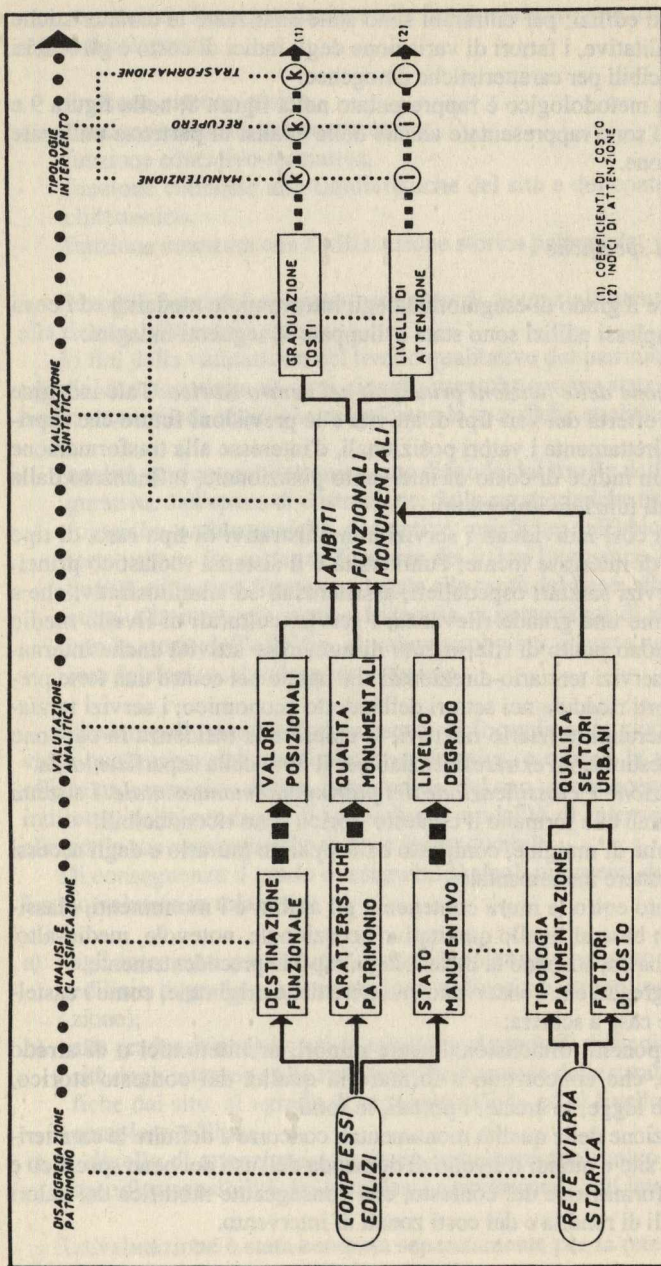 DISAGGREGAZIONE
PATRIMONIO
ANALISI E
CLASSIFICAZIONE
VALUTAZIONE
ANALITICA
VALUTAZIONE
SINTETICA
TIPOLOGIE
INTERVENTO
MANUTENZIONE
RECUPERO
TRASFORMAZIONE
COMPLESSI
EDILIZI
DESTINAZIONE
FUNZIONALE
VALORI
POSIZIONALI
CARATTERISTICHE
PATRIMONIO
QUALITA'
MONUMENTALI
STATO
MANUTENTIVO
LIVELLO
DEGRADO
AMBITI
FUNZIONALI
MONUMENTALI
GRADUAZIONE
COSTI
k k k (1)
LIVELLI DI
ATTENZIONE
i i i (2)
RETE VIARIA
STORICA
TIPOLOGIA
PAVIMENTAZIONE
FATTORI
DI COSTO
QUALITA'
SETTORI
URBANI
(1) COEFFICIENTI DI COSTO
(2) INDICI DI ATTENZIONE